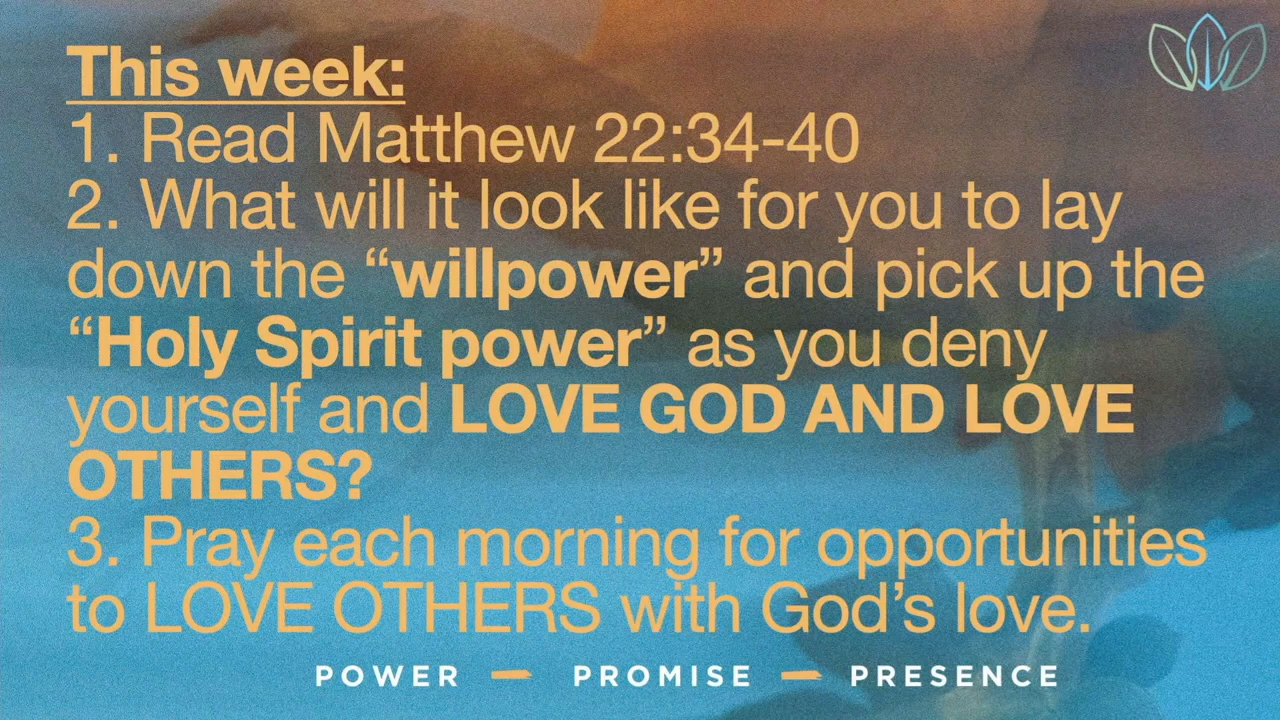 This week:
1. Read Matthew 22:34-40
2. What will it look like for you to lay
down the “willpower” and pick up the
“Holy Spirit power” as you deny
yourself and LOVE GOD AND LOVE
OTHERS?
3. Pray each morning for opportunities
to LOVE OTHERS with God’s love.
POWER — PROMISE — PRESENCE